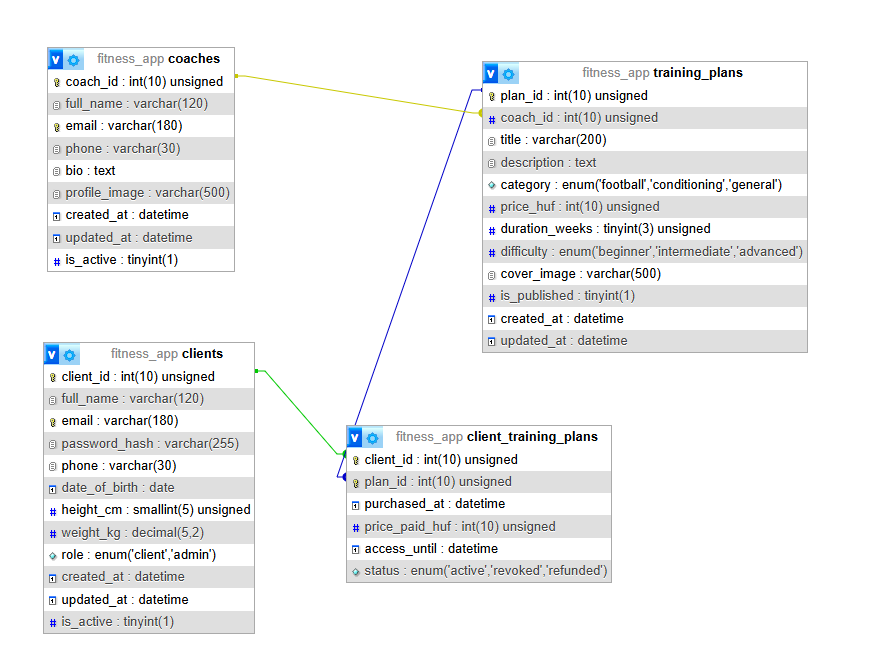 fitness_app coaches
coach_id : int(10) unsigned
full_name : varchar(120)
email : varchar(180)
phone : varchar(30)
bio : text
profile_image : varchar(500)
created_at : datetime
updated_at : datetime
is_active : tinyint(1)
fitness_app training_plans
plan_id : int(10) unsigned
coach_id : int(10) unsigned
title : varchar(200)
description : text
category : enum('football','conditioning','general')
price_huf : int(10) unsigned
duration_weeks : tinyint(3) unsigned
difficulty : enum('beginner','intermediate','advanced')
cover_image : varchar(500)
is_published : tinyint(1)
created_at : datetime
updated_at : datetime
fitness_app clients
client_id : int(10) unsigned
full_name : varchar(120)
email : varchar(180)
password_hash : varchar(255)
phone : varchar(30)
date_of_birth : date
height_cm : smallint(5) unsigned
weight_kg : decimal(5,2)
role : enum('client','admin')
created_at : datetime
updated_at : datetime
is_active : tinyint(1)
fitness_app client_training_plans
client_id : int(10) unsigned
plan_id : int(10) unsigned
purchased_at : datetime
price_paid_huf : int(10) unsigned
access_until : datetime
status : enum('active','revoked','refunded')